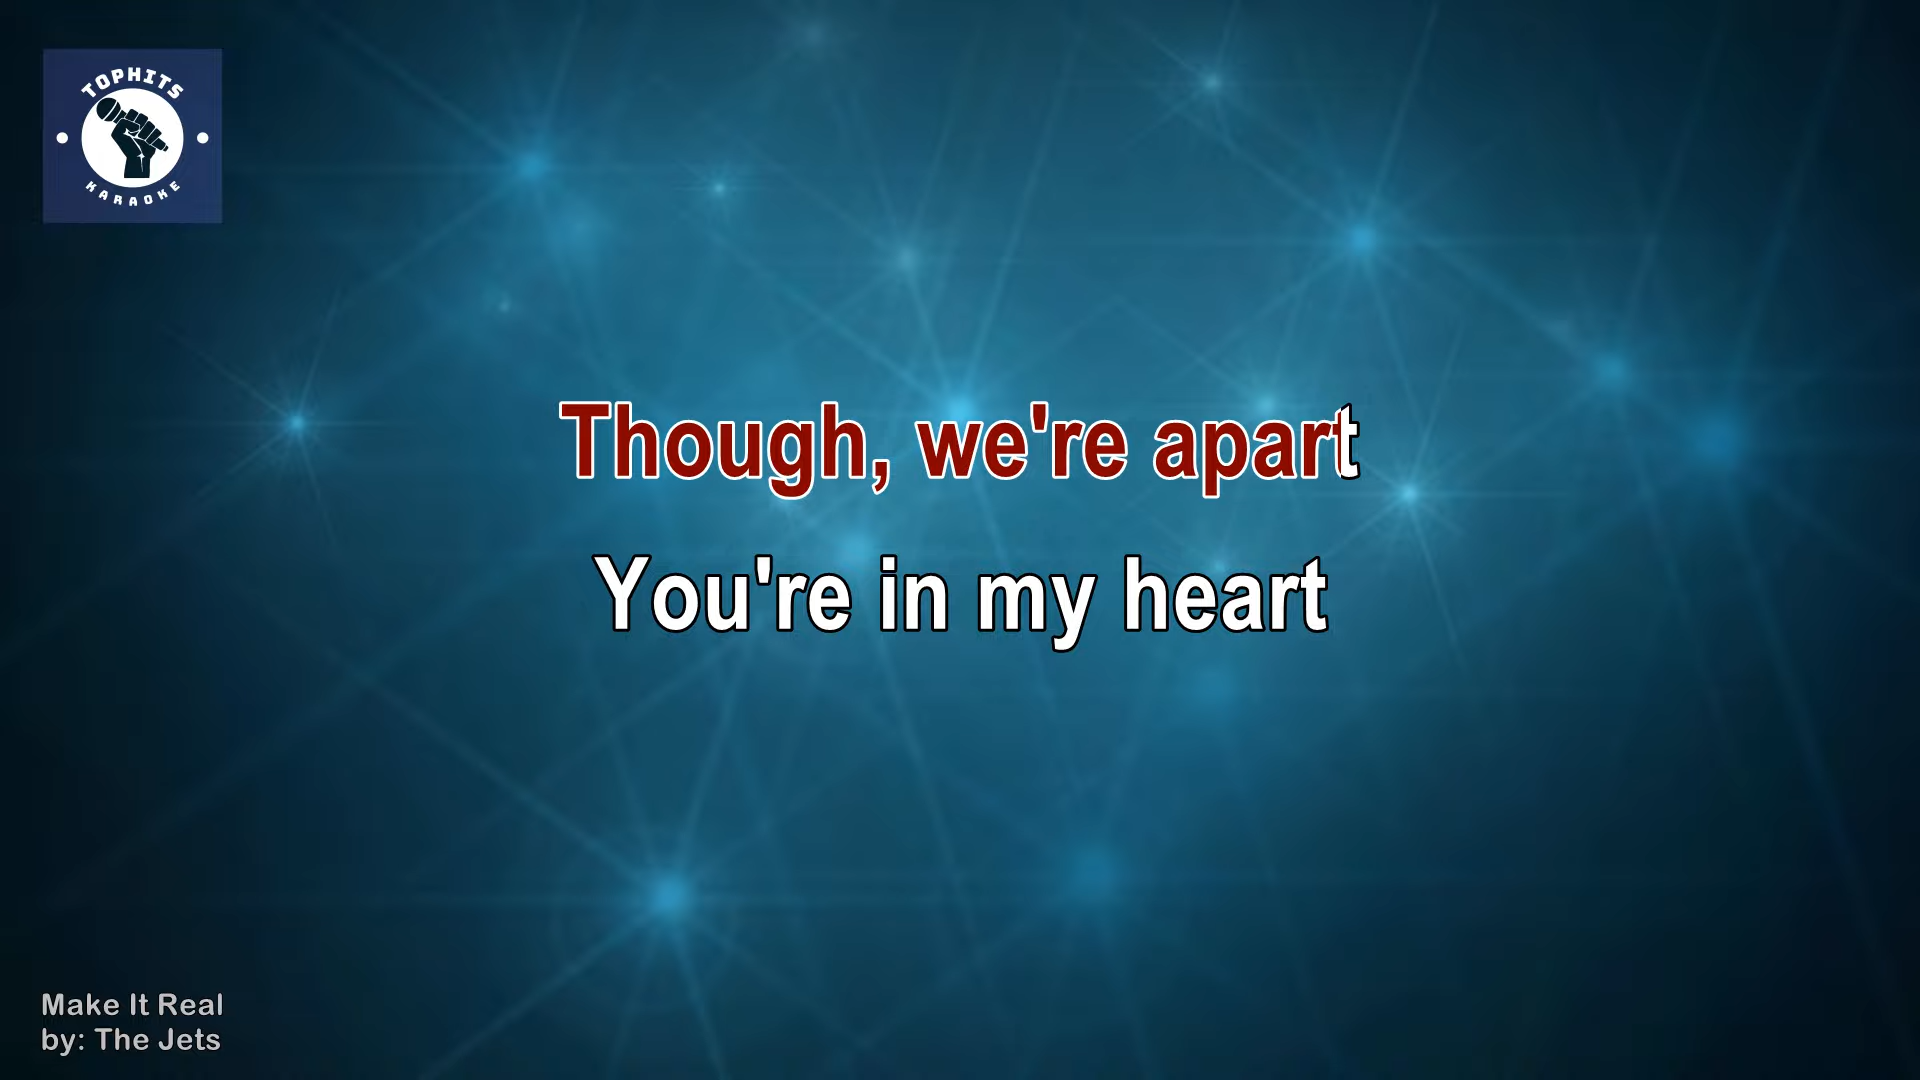 TOPHITS
KARAOKE
Though, we're apart
You're in my heart
Make It Real
by: The Jets